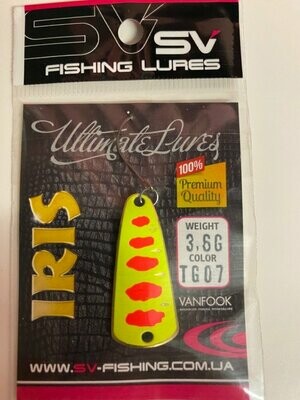 SV SV
FISHING LURES
Ultimate Lures
100%
Premium
Quality
IRIS
WEIGHT
3,6G
COLOR
TG07
VANFOOK
WWW.SV-FISHING.COM.UA